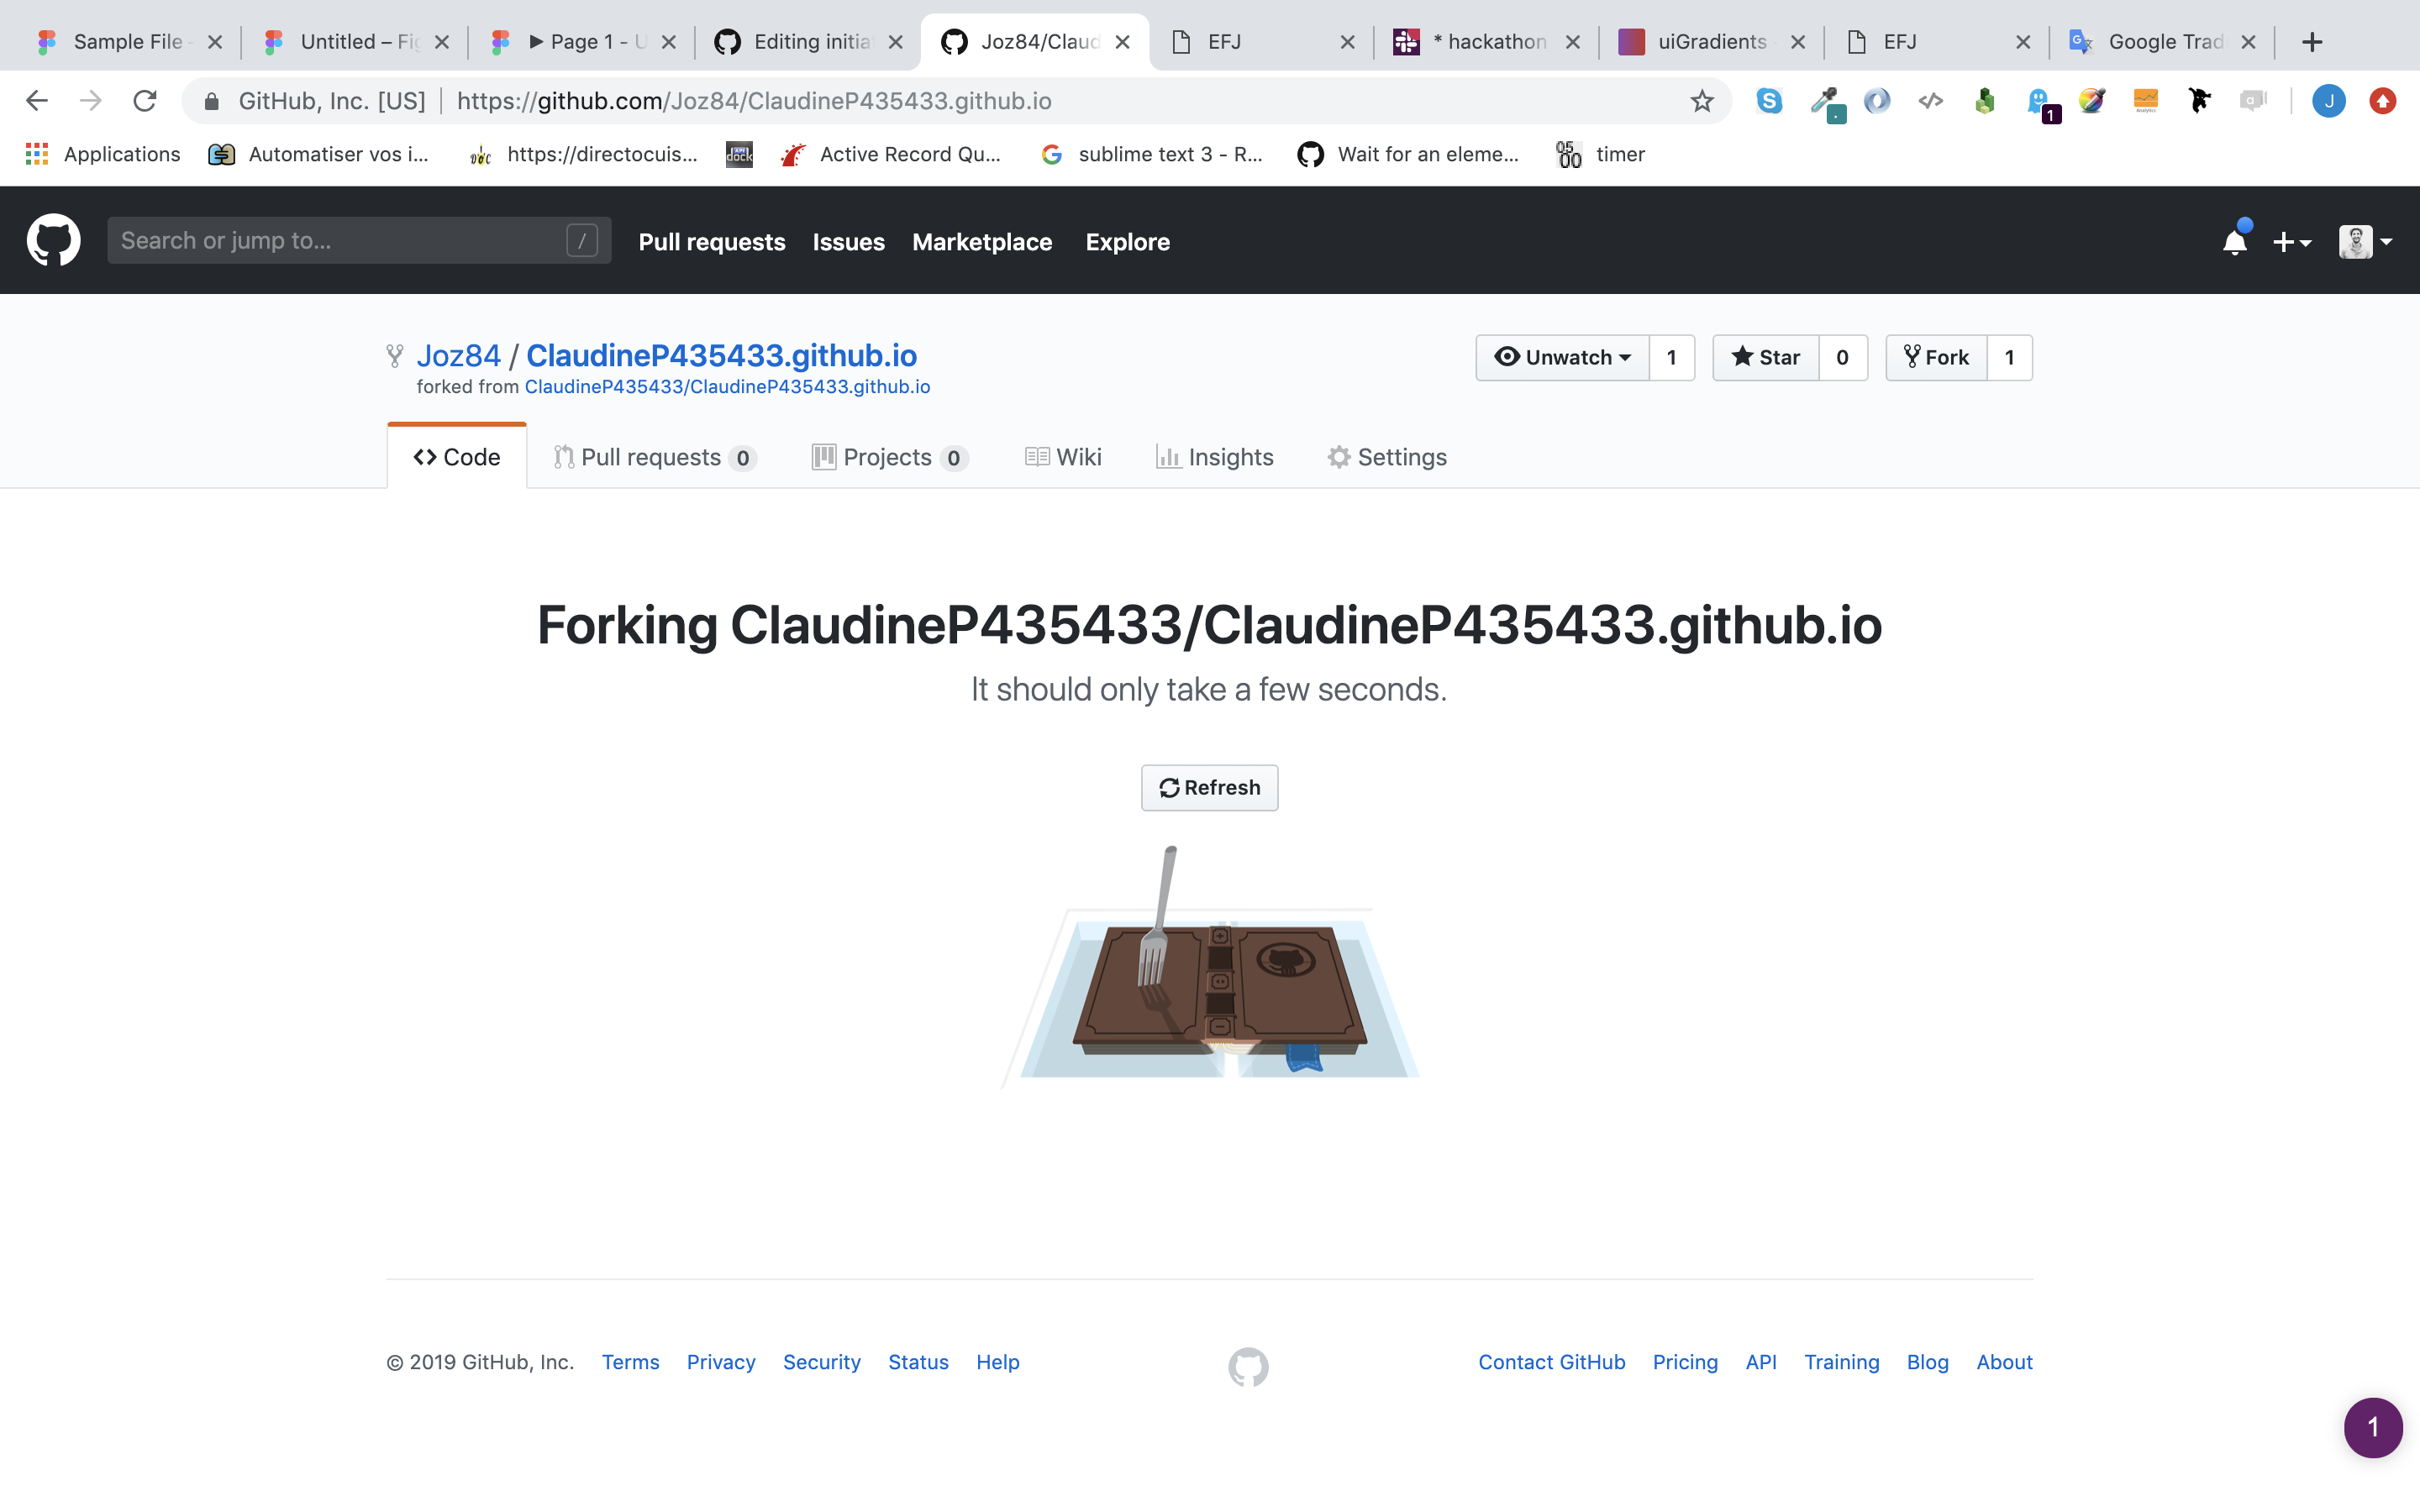 Sample File - Untitled – Fig ▶ Page 1 - U Editing initia Joz84/Claud EFJ * hackathon uiGradients EFJ Google Trad
GitHub, Inc. [US] | https://github.com/Joz84/ClaudineP435433.github.io 1 J
Applications Automatiser vos i... https://directocuis... Active Record Qu... sublime text 3 - R... Wait for an eleme... timer
Search or jump to... / Pull requests Issues Marketplace Explore
Joz84 / ClaudineP435433.github.io Unwatch 1 Star 0 Fork 1
forked from ClaudineP435433/ClaudineP435433.github.io
Code Pull requests 0 Projects 0 Wiki Insights Settings
Forking ClaudineP435433/ClaudineP435433.github.io
It should only take a few seconds.
Refresh
© 2019 GitHub, Inc. Terms Privacy Security Status Help Contact GitHub Pricing API Training Blog About
1